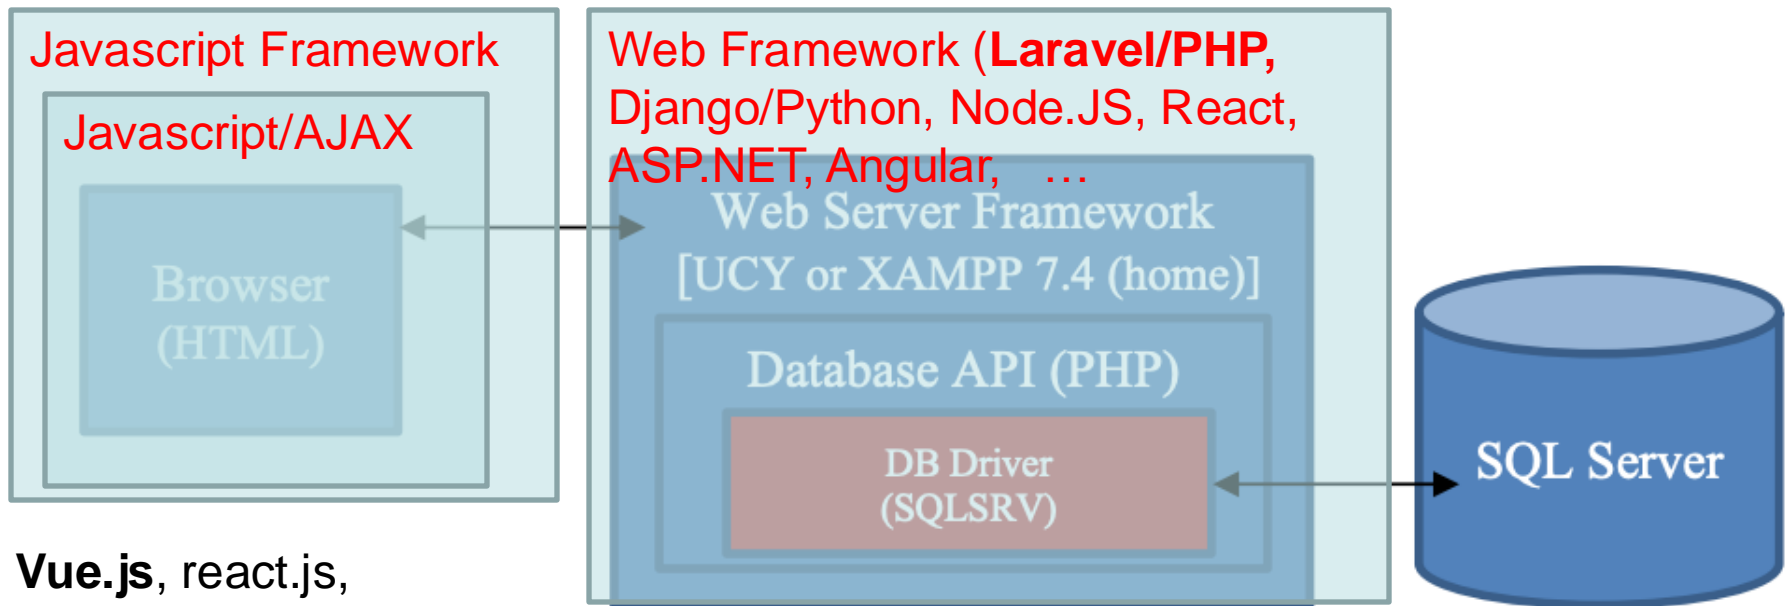 Javascript Framework
Javascript/AJAX
Browser
(HTML)
Vue.js, react.js,
Web Framework (Laravel/PHP,
Django/Python, Node.JS, React,
ASP.NET, Angular, …
Web Server Framework
[UCY or XAMPP 7.4 (home)]
Database API (PHP)
DB Driver
(SQLSRV)
SQL Server